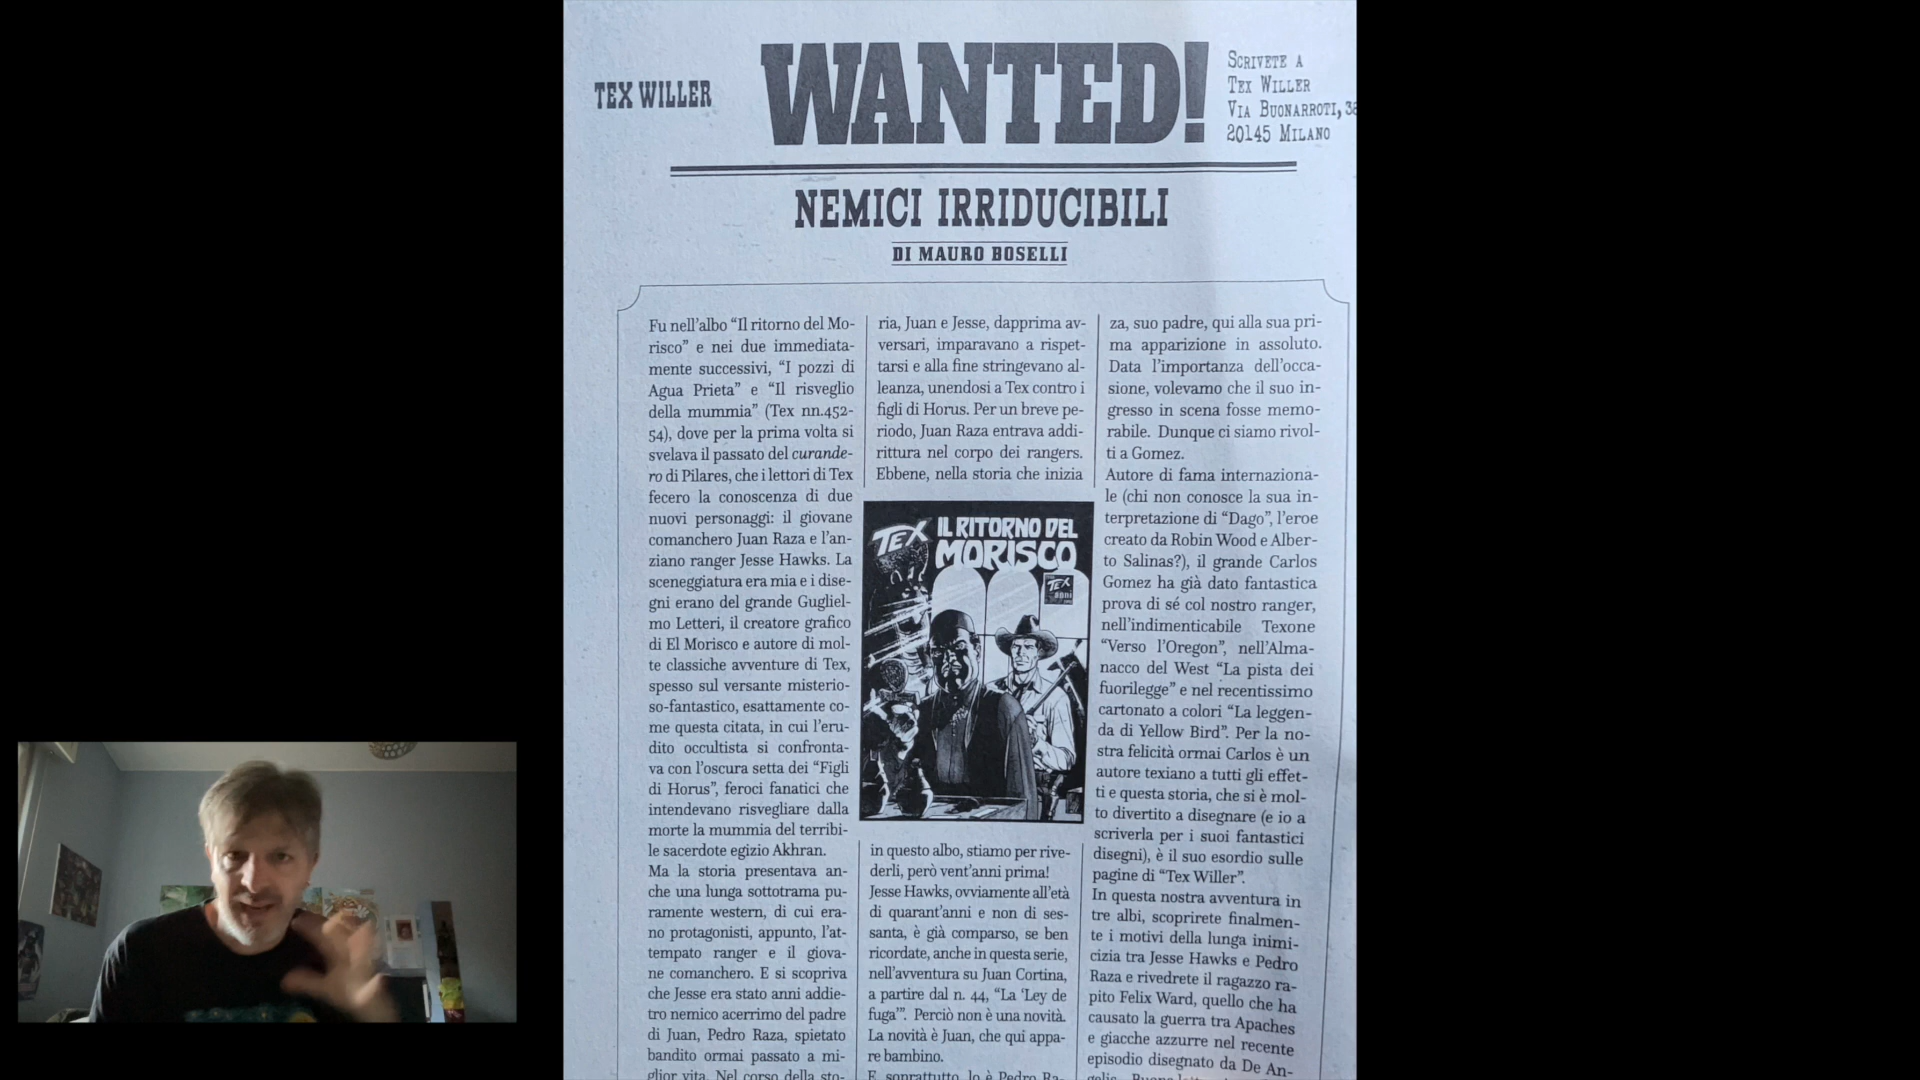 TEX WILLER
WANTED!
SCRIVETE A
TEX WILLER
VIA BUONARROTI, 38
20145 MILANO
NEMICI IRRIDUCIBILI
DI MAURO BOSELLI
Fu nell'albo “Il ritorno del Mo-
risco” e nei due immediata-
mente successivi, “I pozzi di
Agua Prieta” e “Il risveglio
della mummia” (Tex nn.452-
54), dove per la prima volta si
svelava il passato del curande-
ro di Pilares, che i lettori di Tex
fecero la conoscenza di due
nuovi personaggi: il giovane
comanchero Juan Raza e l'an-
ziano ranger Jesse Hawks. La
sceneggiatura era mia e i dise-
gni erano del grande Gugliel-
mo Letteri, il creatore grafico
di El Morisco e autore di mol-
te classiche avventure di Tex,
spesso sul versante misterio-
so-fantastico, esattamente co-
me questa citata, in cui l'eru-
dito occultista si confronta-
va con l'oscura setta dei “Figli
di Horus”, feroci fanatici che
intendevano risvegliare dalla
morte la mummia del terribi-
le sacerdote egizio Akhran.
Ma la storia presentava an-
che una lunga sottotrama pu-
ramente western, di cui era-
no protagonisti, appunto, l'at-
tempato ranger e il giova-
ne comanchero. E si scopriva
che Jesse era stato anni addie-
tro nemico acerrimo del padre
di Juan, Pedro Raza, spietato
bandito ormai passato a mi-
glior vita. Nel corso della sto-
ria, Juan e Jesse, dapprima av-
versari, imparavano a rispet-
tarsi e alla fine stringevano al-
leanza, unendosi a Tex contro i
figli di Horus. Per un breve pe-
riodo, Juan Raza entrava addi-
rittura nel corpo dei rangers.
Ebbene, nella storia che inizia
TEX
IL RITORNO DEL
MORISCO
TEX
anni
in questo albo, stiamo per rive-
derli, però vent'anni prima!
Jesse Hawks, ovviamente all'età
di quarant'anni e non di ses-
santa, è già comparso, se ben
ricordate, anche in questa serie,
nell'avventura su Juan Cortina,
a partire dal n. 44, “La ‘Ley de
fuga’”. Perciò non è una novità.
La novità è Juan, che qui appa-
re bambino.
E, soprattutto, lo è Pedro Ra-
za, suo padre, qui alla sua pri-
ma apparizione in assoluto.
Data l'importanza dell'occa-
sione, volevamo che il suo in-
gresso in scena fosse memo-
rabile. Dunque ci siamo rivol-
ti a Gomez.
Autore di fama internaziona-
le (chi non conosce la sua in-
terpretazione di “Dago”, l'eroe
creato da Robin Wood e Alber-
to Salinas?), il grande Carlos
Gomez ha già dato fantastica
prova di sé col nostro ranger,
nell'indimenticabile Texone
“Verso l'Oregon”, nell'Alma-
nacco del West “La pista dei
fuorilegge” e nel recentissimo
cartonato a colori “La leggen-
da di Yellow Bird”. Per la no-
stra felicità ormai Carlos è un
autore texiano a tutti gli effet-
ti e questa storia, che si è mol-
to divertito a disegnare (e io a
scriverla per i suoi fantastici
disegni), è il suo esordio sulle
pagine di “Tex Willer”.
In questa nostra avventura in
tre albi, scoprirete finalmen-
te i motivi della lunga inimi-
cizia tra Jesse Hawks e Pedro
Raza e rivedrete il ragazzo ra-
pito Felix Ward, quello che ha
causato la guerra tra Apaches
e giacche azzurre nel recente
episodio disegnato da De An-
gelis.